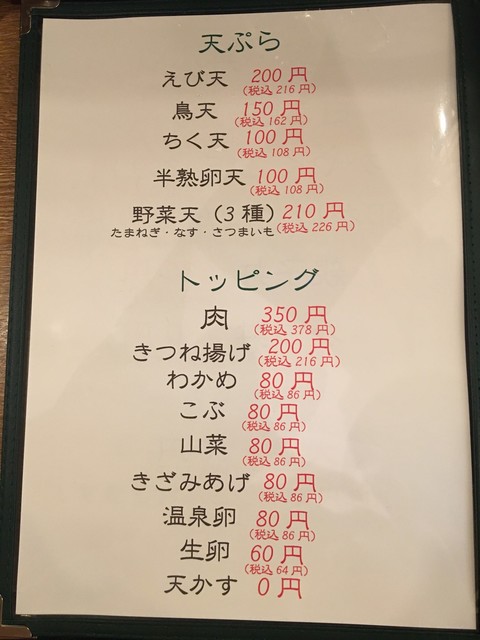 天ぷら
えび天 200円
(税込216円)
鳥天 150円
(税込162円)
ちく天 100円
(税込108円)
半熟卵天 100円
(税込108円)
野菜天（3種）210円
たまねぎ・なす・さつまいも (税込226円)
トッピング
肉 350円
(税込378円)
きつね揚げ 200円
(税込216円)
わかめ 80円
(税込86円)
こぶ 80円
(税込86円)
山菜 80円
(税込86円)
きざみあげ 80円
(税込86円)
温泉卵 80円
(税込86円)
生卵 60円
(税込64円)
天かす 0円